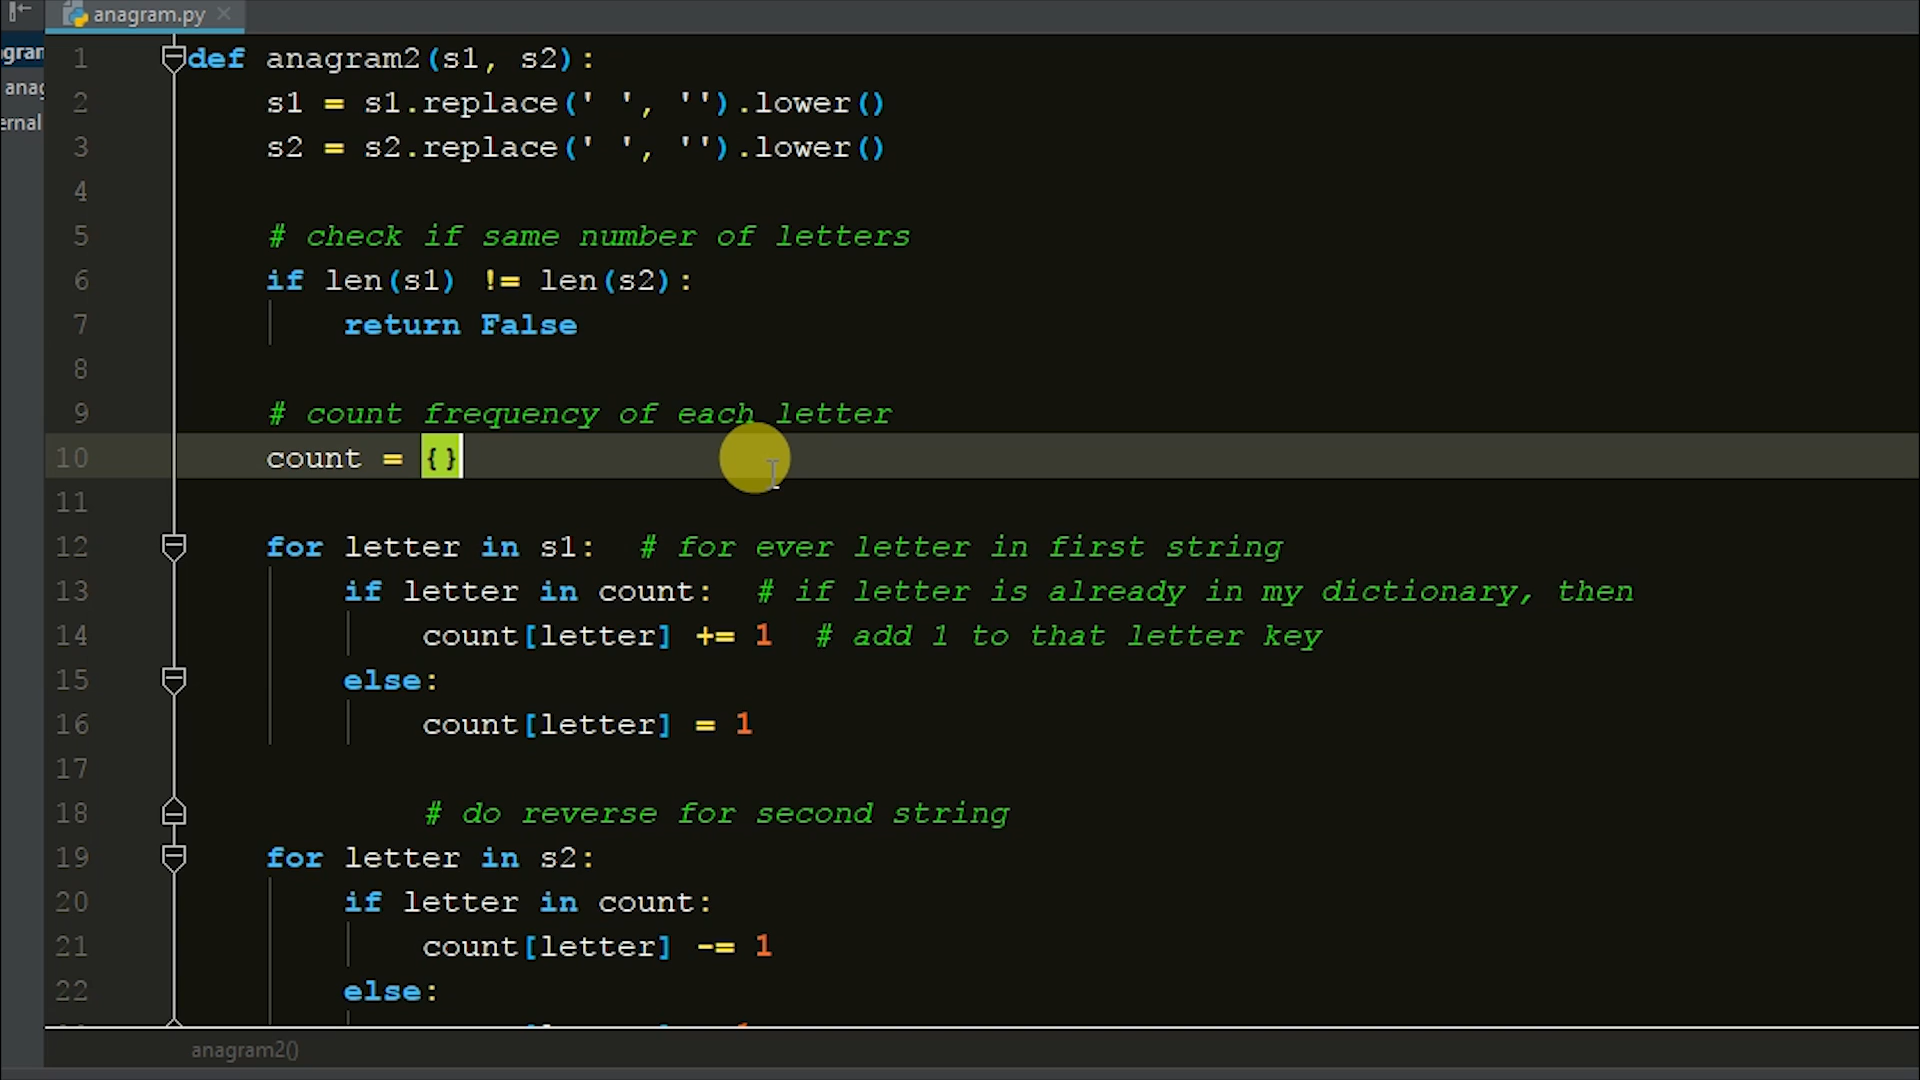 anagram.py
1 def anagram2(s1, s2):
2 s1 = s1.replace(' ', '').lower()
3 s2 = s2.replace(' ', '').lower()
4
5 # check if same number of letters
6 if len(s1) != len(s2):
7 return False
8
9 # count frequency of each letter
10 count = {}
11
12 for letter in s1: # for ever letter in first string
13 if letter in count: # if letter is already in my dictionary, then
14 count[letter] += 1 # add 1 to that letter key
15 else:
16 count[letter] = 1
17
18 # do reverse for second string
19 for letter in s2:
20 if letter in count:
21 count[letter] -= 1
22 else:
anagram2()